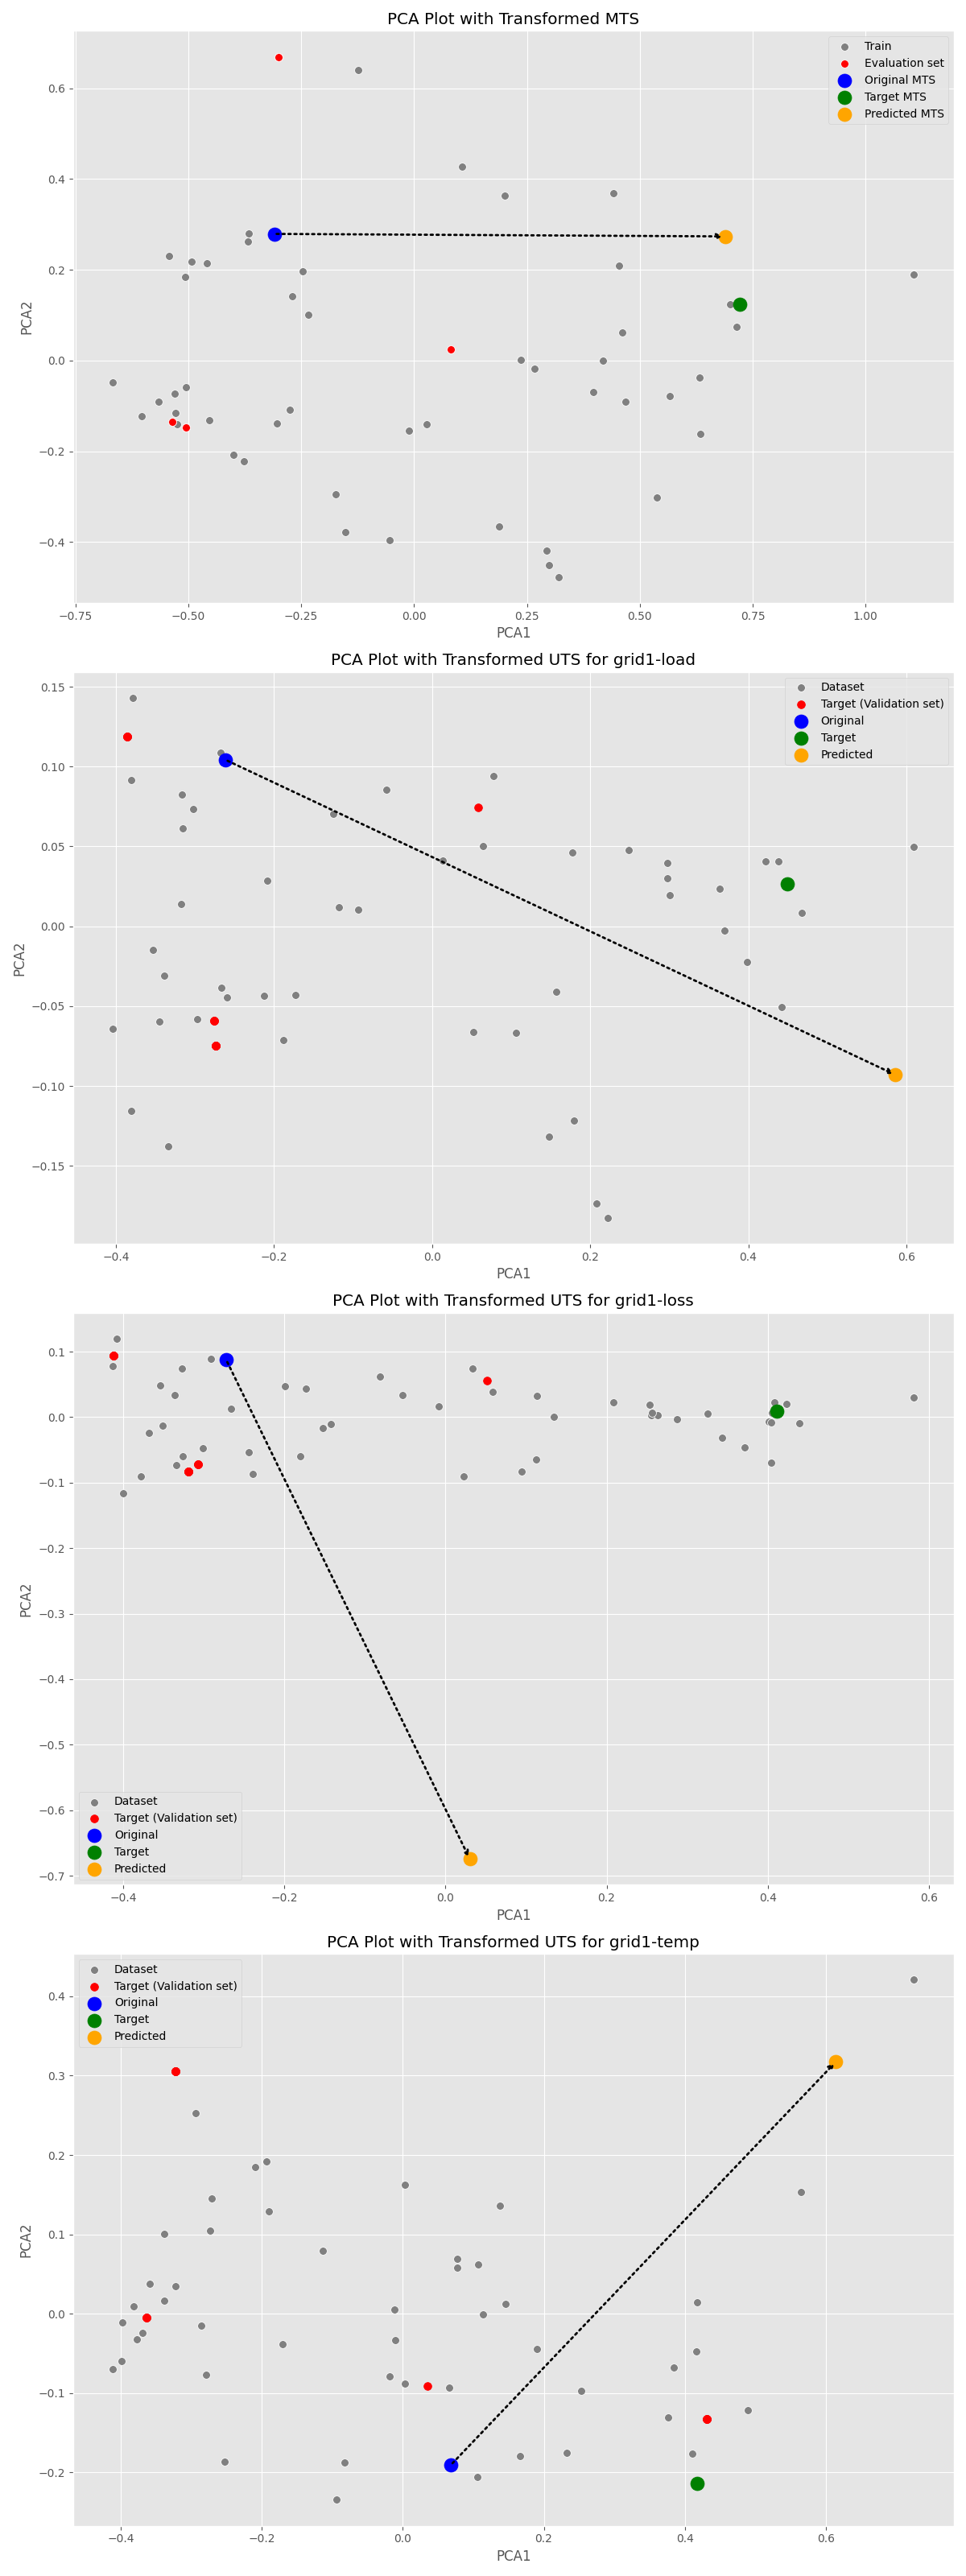 PCA Plot with Transformed MTS
Train
Evaluation set
Original MTS
Target MTS
Predicted MTS
0.6
0.4
0.2
0.0
−0.2
−0.4
PCA2
−0.75 −0.50 −0.25 0.00 0.25 0.50 0.75 1.00
PCA1
PCA Plot with Transformed UTS for grid1-load
Dataset
Target (Validation set)
Original
Target
Predicted
0.15
0.10
0.05
0.00
−0.05
−0.10
−0.15
PCA2
−0.4 −0.2 0.0 0.2 0.4 0.6
PCA1
PCA Plot with Transformed UTS for grid1-loss
0.1
0.0
−0.1
−0.2
−0.3
−0.4
−0.5
−0.6
−0.7
PCA2
Dataset
Target (Validation set)
Original
Target
Predicted
−0.4 −0.2 0.0 0.2 0.4 0.6
PCA1
PCA Plot with Transformed UTS for grid1-temp
Dataset
Target (Validation set)
Original
Target
Predicted
0.4
0.3
0.2
0.1
0.0
−0.1
−0.2
PCA2
−0.4 −0.2 0.0 0.2 0.4 0.6
PCA1